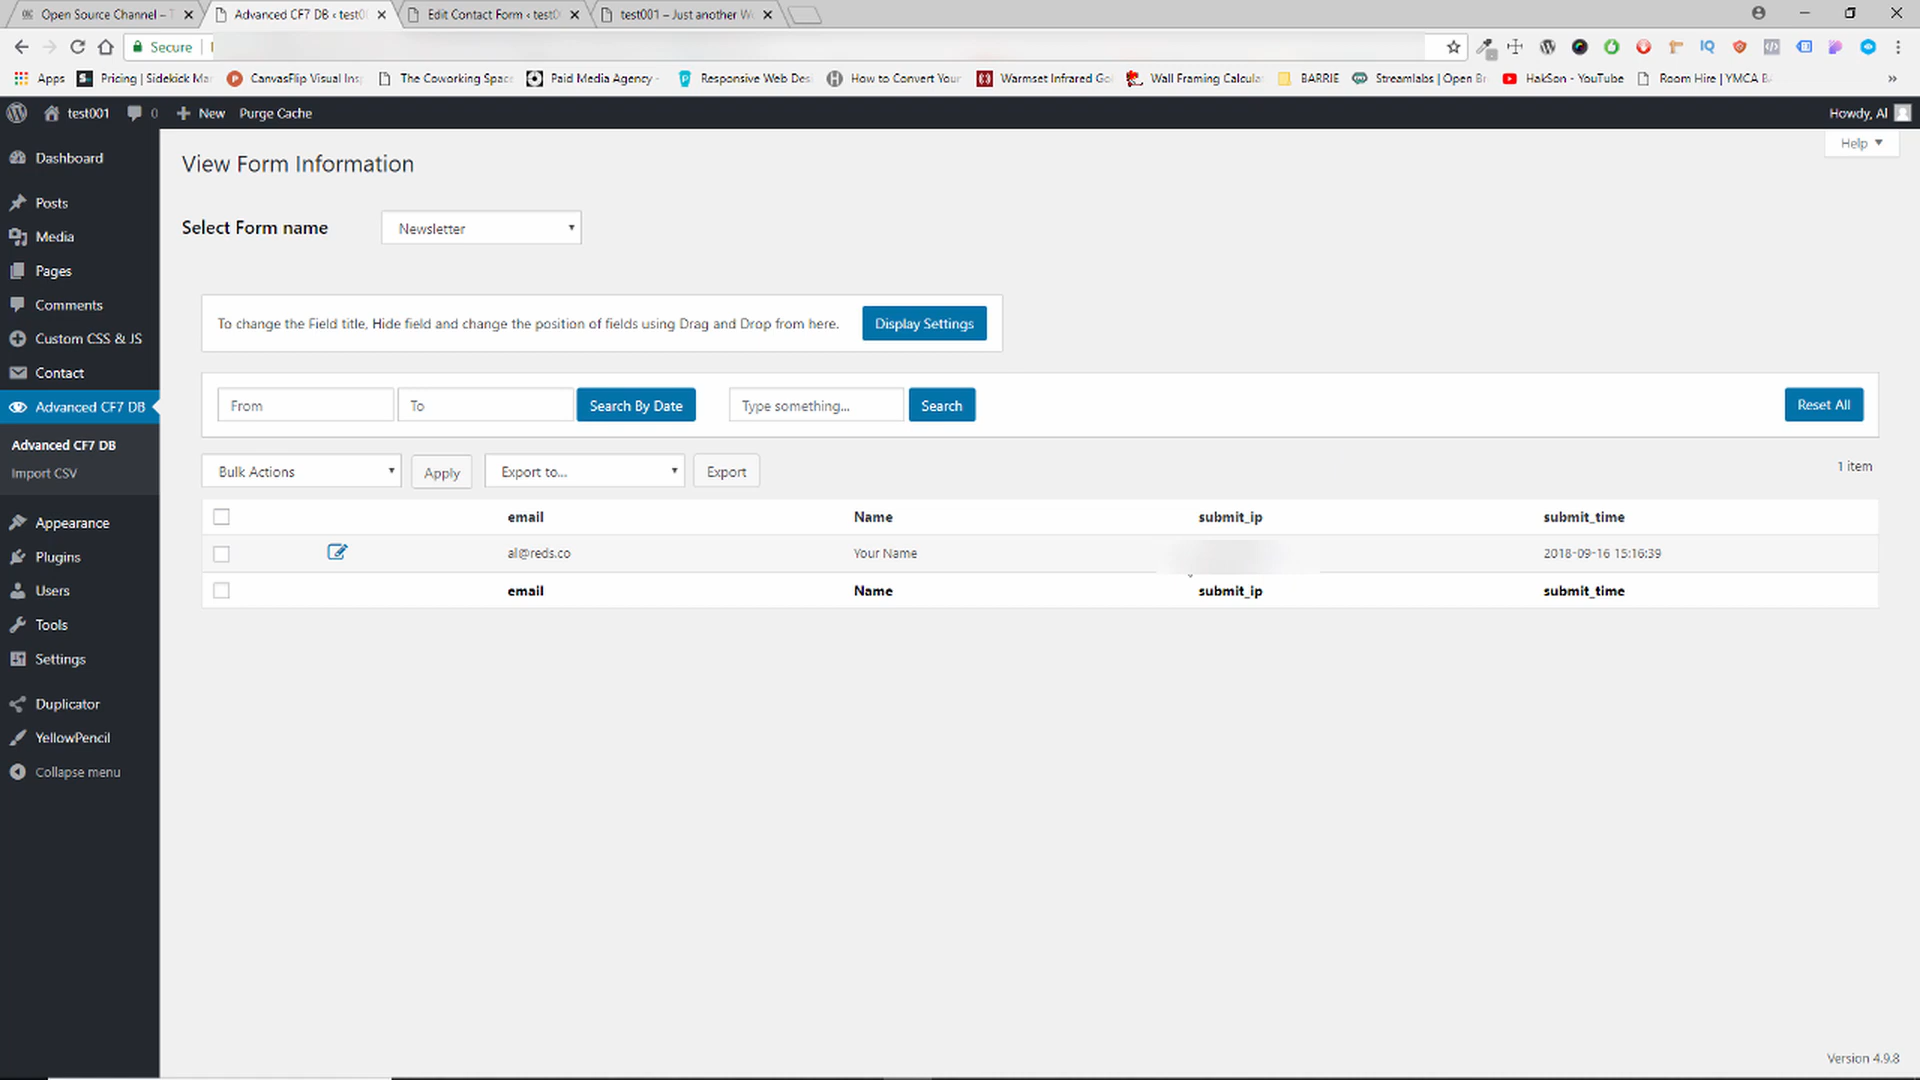 Open Source Channel – T
Advanced CF7 DB ‹ test0
Edit Contact Form ‹ test0
test001 – Just another W
Secure
Apps
Pricing | Sidekick Mar
CanvasFlip Visual Ins
The Coworking Space
Paid Media Agency -
Responsive Web Des
How to Convert Your
Warmset Infrared Go
Wall Framing Calcula
BARRIE
Streamlabs | Open Br
HakSon - YouTube
Room Hire | YMCA B
»
test001
0
New
Purge Cache
Howdy, Al
Help
Dashboard
Posts
Media
Pages
Comments
Custom CSS & JS
Contact
Advanced CF7 DB
Advanced CF7 DB
Import CSV
Appearance
Plugins
Users
Tools
Settings
Duplicator
YellowPencil
Collapse menu
View Form Information
Select Form name
Newsletter
To change the Field title, Hide field and change the position of fields using Drag and Drop from here.
Display Settings
From
To
Search By Date
Type something...
Search
Reset All
Bulk Actions
Apply
Export to...
Export
1 item
email Name submit_ip submit_time
al@reds.co Your Name 2018-09-16 15:16:39
email Name submit_ip submit_time
Version 4.9.8